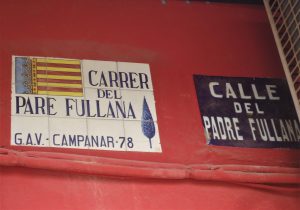 CARRER
DEL
PARE FULLANA
G.A.V. - CAMPANAR - 78
CALLE
DEL
PADRE FULLANA